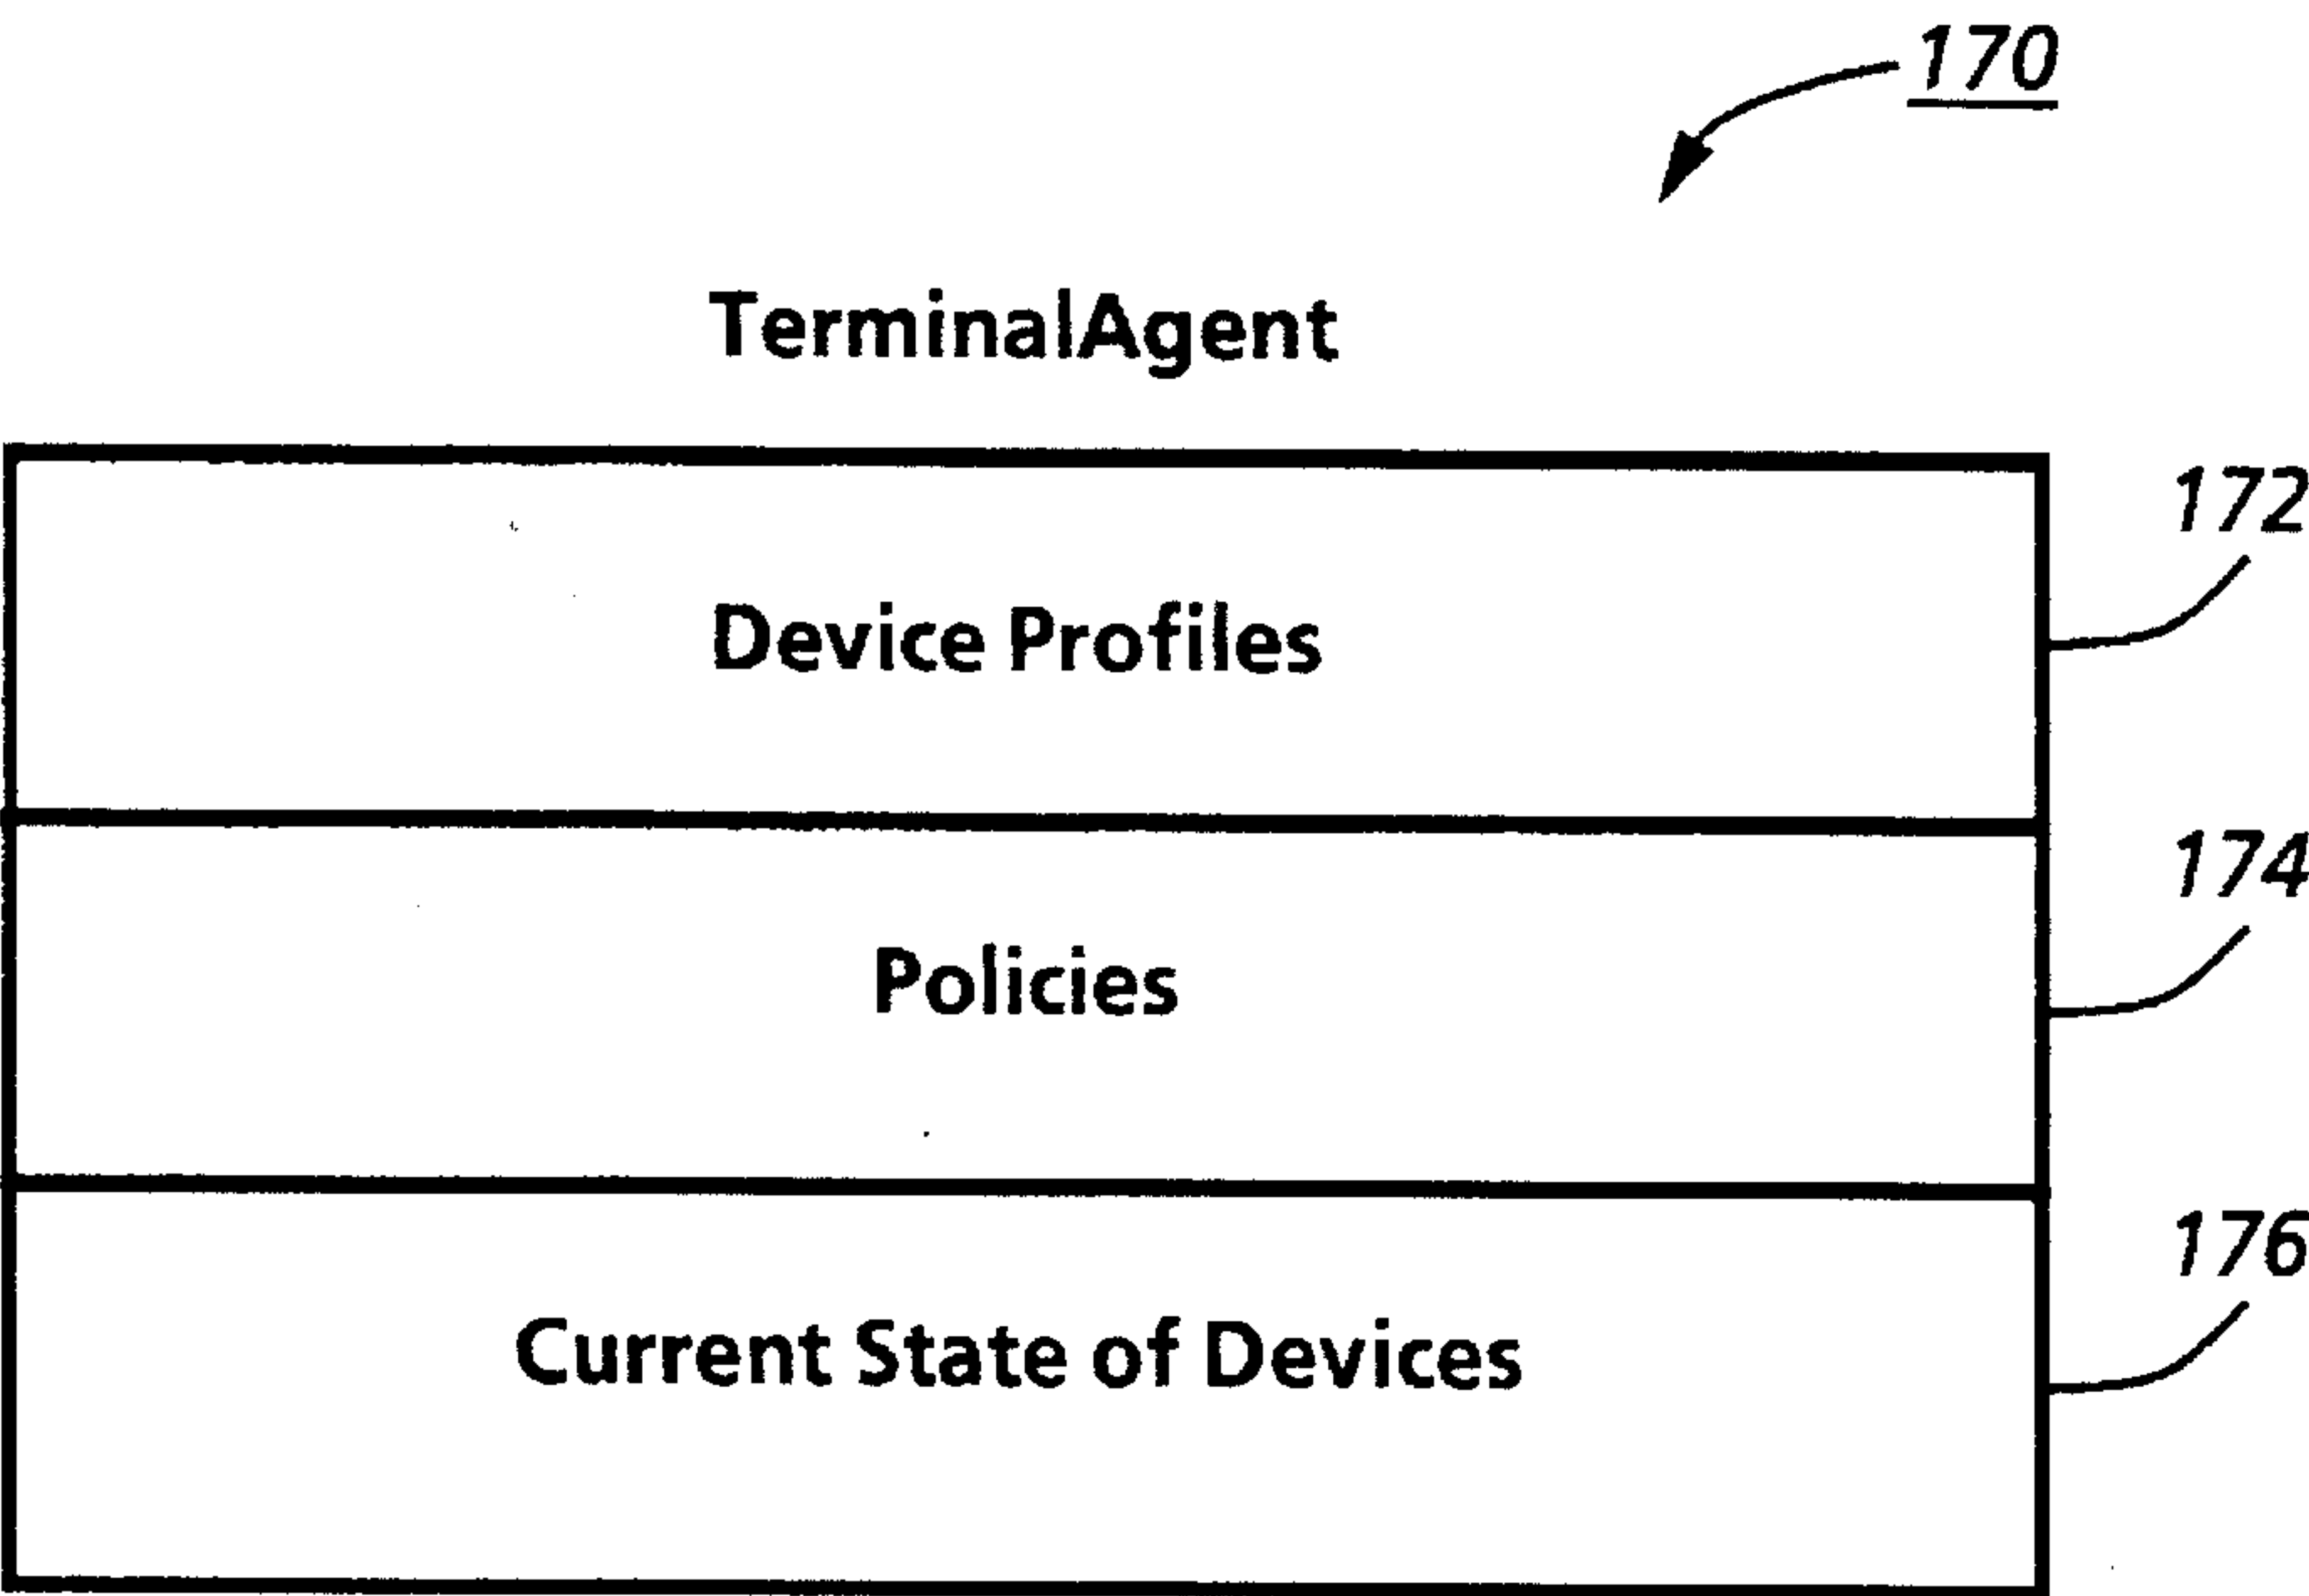 170
TerminalAgent
172
Device Profiles
174
Policies
176
Current State of Devices